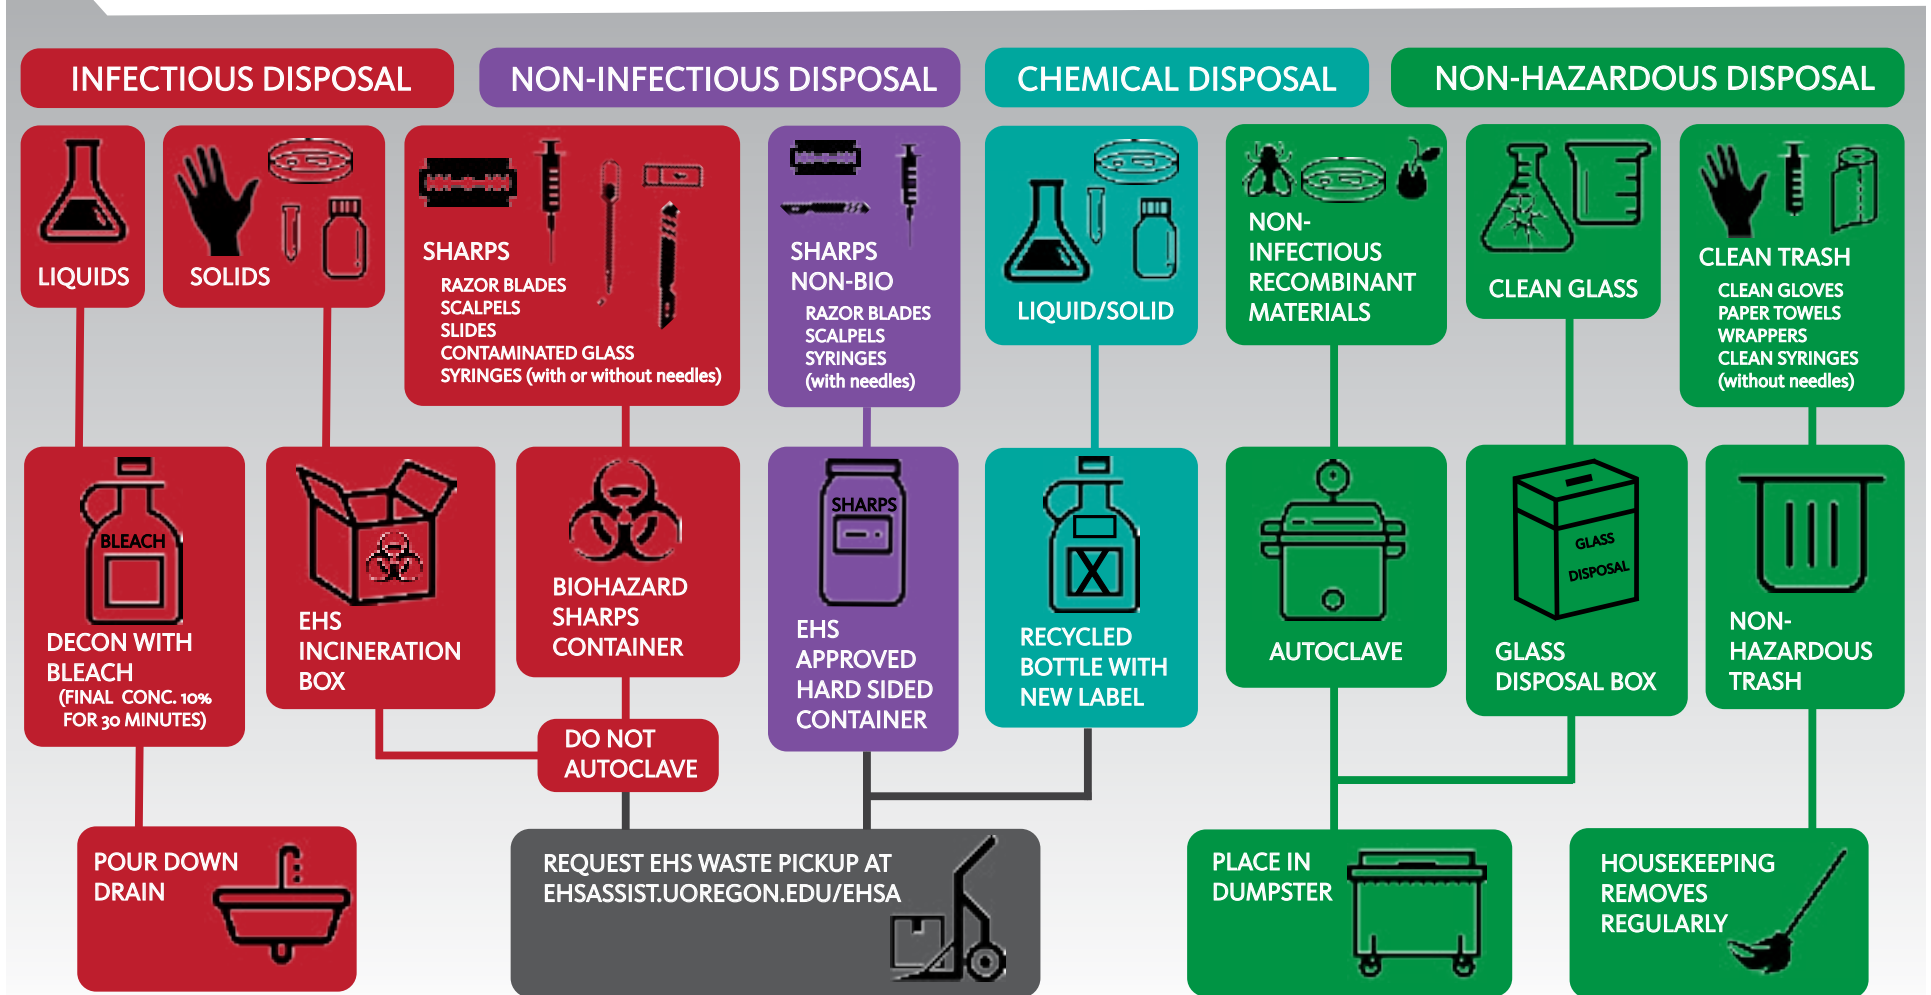 INFECTIOUS DISPOSAL
NON-INFECTIOUS DISPOSAL
CHEMICAL DISPOSAL
NON-HAZARDOUS DISPOSAL
LIQUIDS
SOLIDS
SHARPS
RAZOR BLADES
SCALPELS
SLIDES
CONTAMINATED GLASS
SYRINGES (with or without needles)
SHARPS
NON-BIO
RAZOR BLADES
SCALPELS
SYRINGES
(with needles)
LIQUID/SOLID
NON-
INFECTIOUS
RECOMBINANT
MATERIALS
CLEAN GLASS
CLEAN TRASH
CLEAN GLOVES
PAPER TOWELS
WRAPPERS
CLEAN SYRINGES
(without needles)
BLEACH
DECON WITH
BLEACH
(FINAL CONC. 10%
FOR 30 MINUTES)
EHS
INCINERATION
BOX
BIOHAZARD
SHARPS
CONTAINER
SHARPS
EHS
APPROVED
HARD SIDED
CONTAINER
X
RECYCLED
BOTTLE WITH
NEW LABEL
AUTOCLAVE
GLASS
DISPOSAL
GLASS
DISPOSAL BOX
NON-
HAZARDOUS
TRASH
DO NOT
AUTOCLAVE
POUR DOWN
DRAIN
REQUEST EHS WASTE PICKUP AT
EHSASSIST.UOREGON.EDU/EHSA
PLACE IN
DUMPSTER
HOUSEKEEPING
REMOVES
REGULARLY